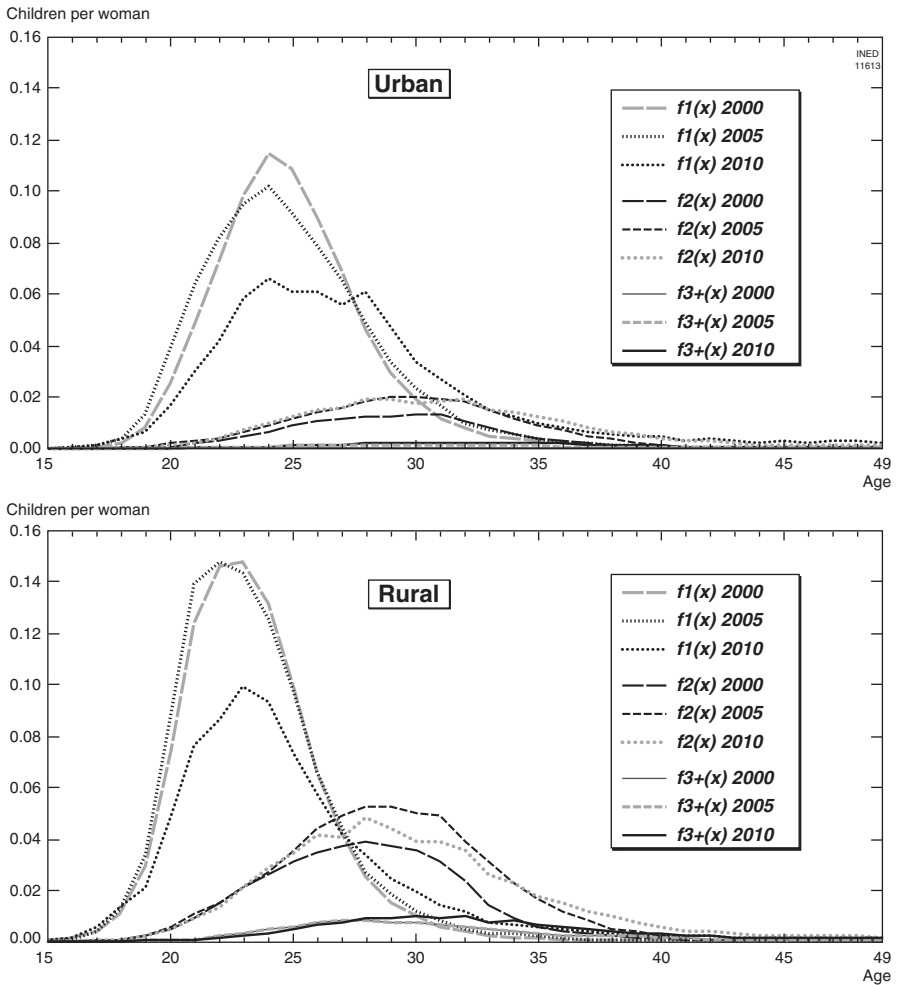 Children per woman
0.16
INED
11613
Urban
0.14
f1(x) 2000
f1(x) 2005
0.12
f1(x) 2010
0.10
f2(x) 2000
f2(x) 2005
0.08
f2(x) 2010
0.06
f3+(x) 2000
f3+(x) 2005
0.04
f3+(x) 2010
0.02
0.00
15 20 25 30 35 40 45 49
Age
Children per woman
0.16
Rural
0.14
f1(x) 2000
f1(x) 2005
0.12
f1(x) 2010
0.10
f2(x) 2000
f2(x) 2005
0.08
f2(x) 2010
0.06
f3+(x) 2000
f3+(x) 2005
0.04
f3+(x) 2010
0.02
0.00
15 20 25 30 35 40 45 49
Age